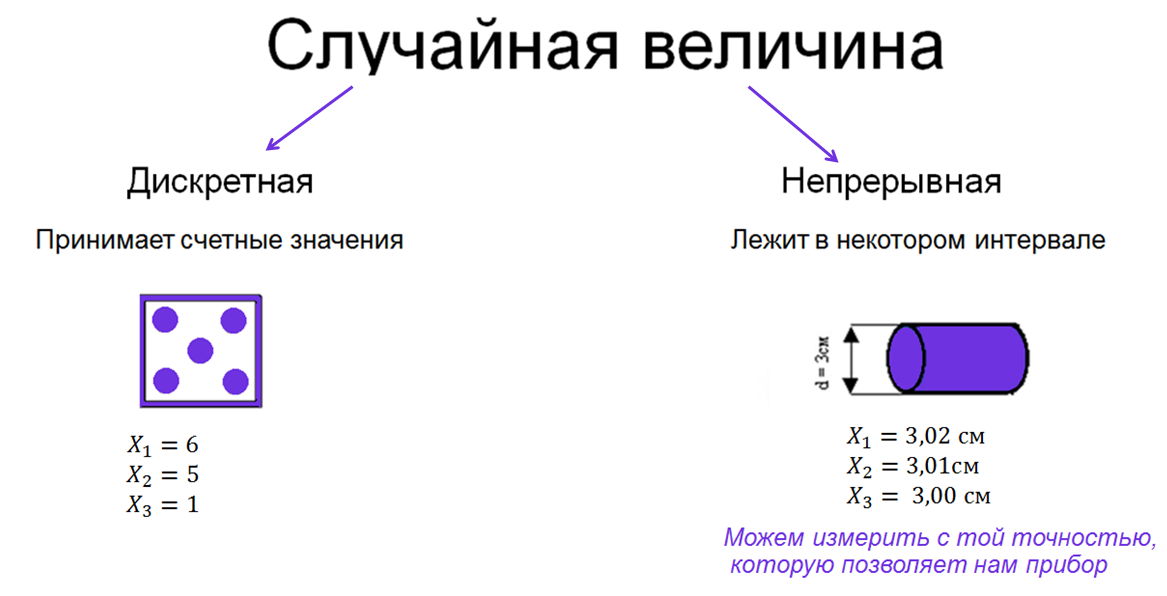 Случайная величина
Дискретная
Принимает счетные значения
X₁ = 6
X₂ = 5
X₃ = 1
Непрерывная
Лежит в некотором интервале
d = 3см
X₁ = 3,02 см
X₂ = 3,01см
X₃ = 3,00 см
Можем измерить с той точностью,
которую позволяет нам прибор